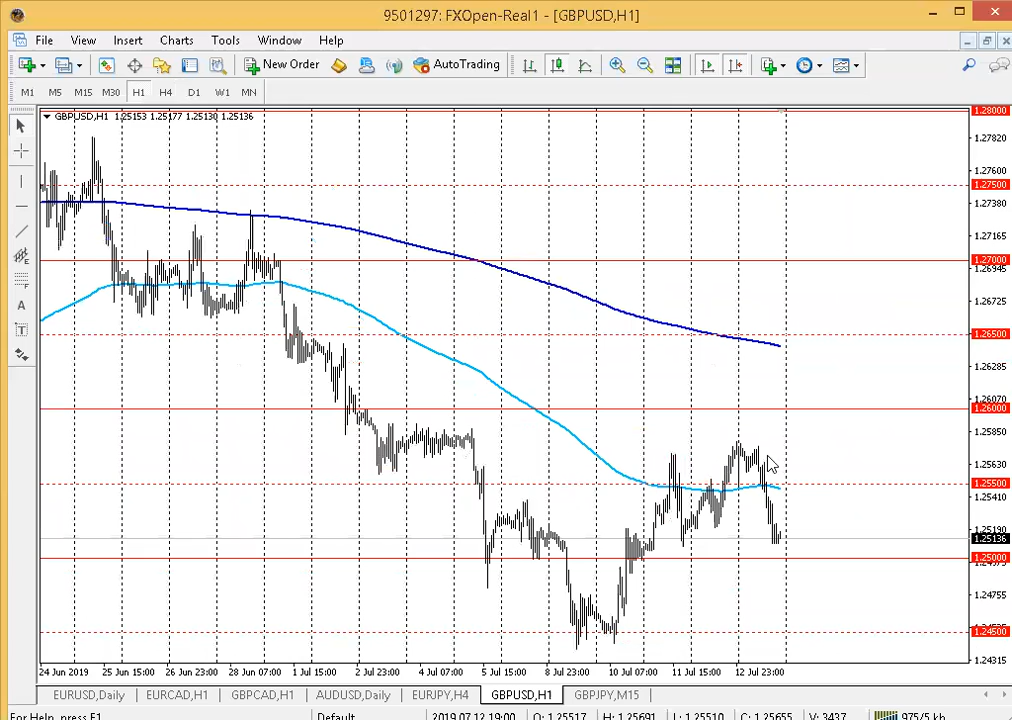 9501297: FXOpen-Real1 - [GBPUSD,H1]
File View Insert Charts Tools Window Help
New Order AutoTrading
M1 M5 M15 M30 H1 H4 D1 W1 MN
GBPUSD,H1 1.25153 1.25177 1.25130 1.25136
1.28000
1.27820
1.27600
1.27500
1.27380
1.27165
1.27000
1.26945
1.26725
1.26500
1.26285
1.26070
1.26000
1.25850
1.25630
1.25500
1.25410
1.25190
1.25136
1.25000
1.24755
1.24500
1.24315
A
T
24 Jun 2019 25 Jun 15:00 26 Jun 23:00 28 Jun 07:00 1 Jul 15:00 2 Jul 23:00 4 Jul 07:00 5 Jul 15:00 8 Jul 23:00 10 Jul 07:00 11 Jul 15:00 12 Jul 23:00
EURUSD,Daily EURCAD,H1 GBPCAD,H1 AUDUSD,Daily EURJPY,H4 GBPUSD,H1 GBPJPY,M15
For Help, press F1 Default 2019.07.12 19:00 O: 1.25517 H: 1.25691 L: 1.25510 C: 1.25655 V: 3437 975/5 kb